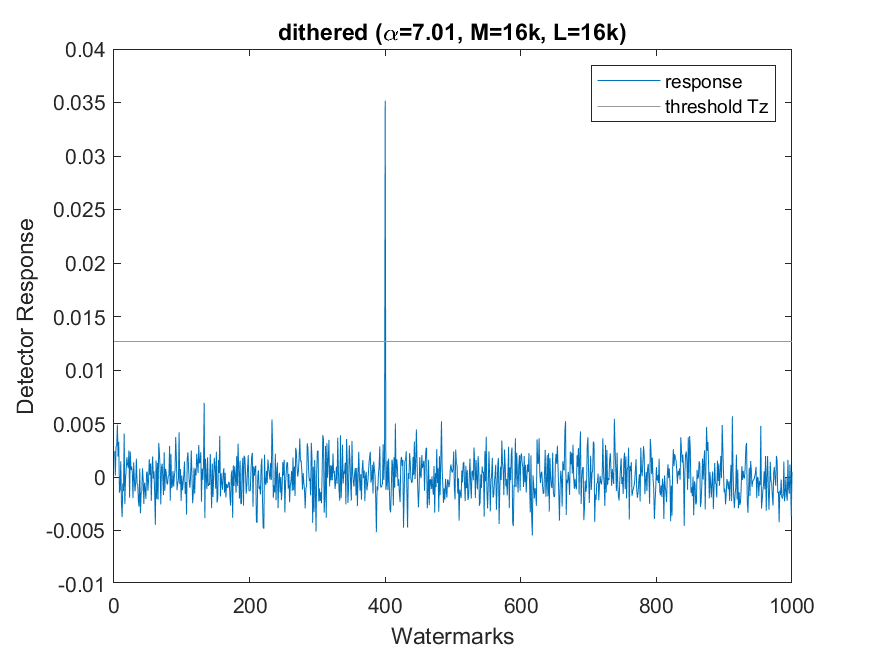 dithered (α=7.01, M=16k, L=16k)
response
threshold Tz
0.04
0.035
0.03
0.025
0.02
0.015
0.01
0.005
0
-0.005
-0.01
Detector Response
0 200 400 600 800 1000
Watermarks